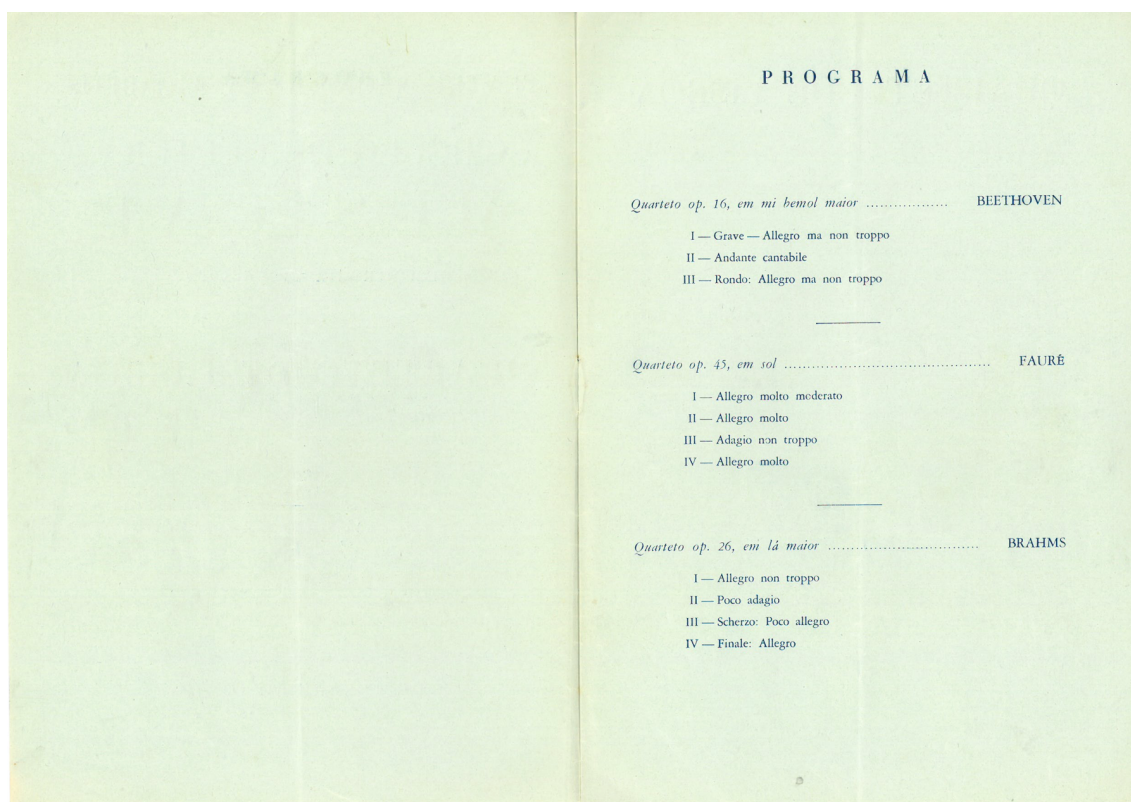 PROGRAMA
Quarteto op. 16, em mi bemol maior .................. BEETHOVEN
I — Grave — Allegro ma non troppo
II — Andante cantabile
III — Rondo: Allegro ma non troppo
Quarteto op. 45, em sol ............................................. FAURÉ
I — Allegro molto moderato
II — Allegro molto
III — Adagio non troppo
IV — Allegro molto
Quarteto op. 26, em lá maior ................................. BRAHMS
I — Allegro non troppo
II — Poco adagio
III — Scherzo: Poco allegro
IV — Finale: Allegro